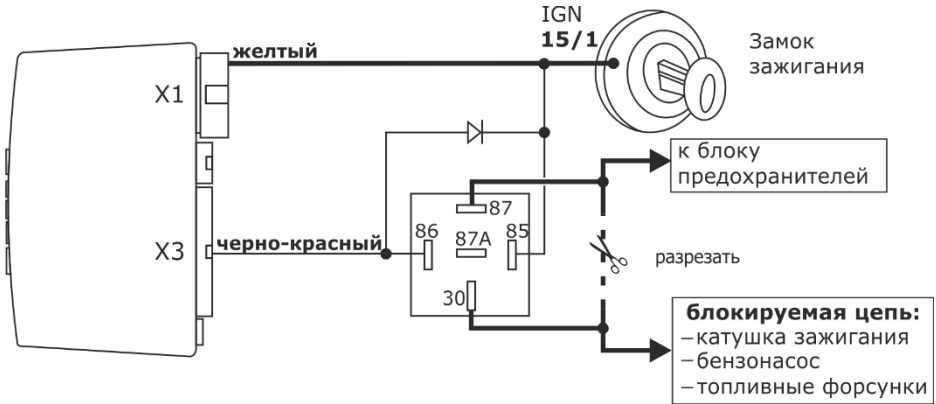 IGN
15/1
желтый
Замок
зажигания
X1
к блоку
предохранителей
87
86
87A
85
черно-красный
X3
разрезать
30
блокируемая цепь:
–катушка зажигания
–бензонасос
–топливные форсунки